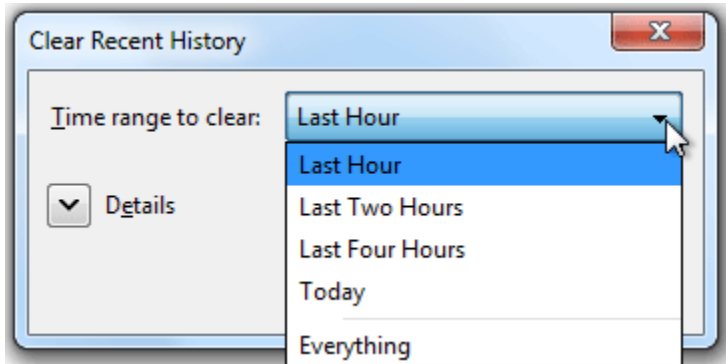 Clear Recent History
Time range to clear: Last Hour
Last Hour
Last Two Hours
Details
Last Four Hours
Today
Everything